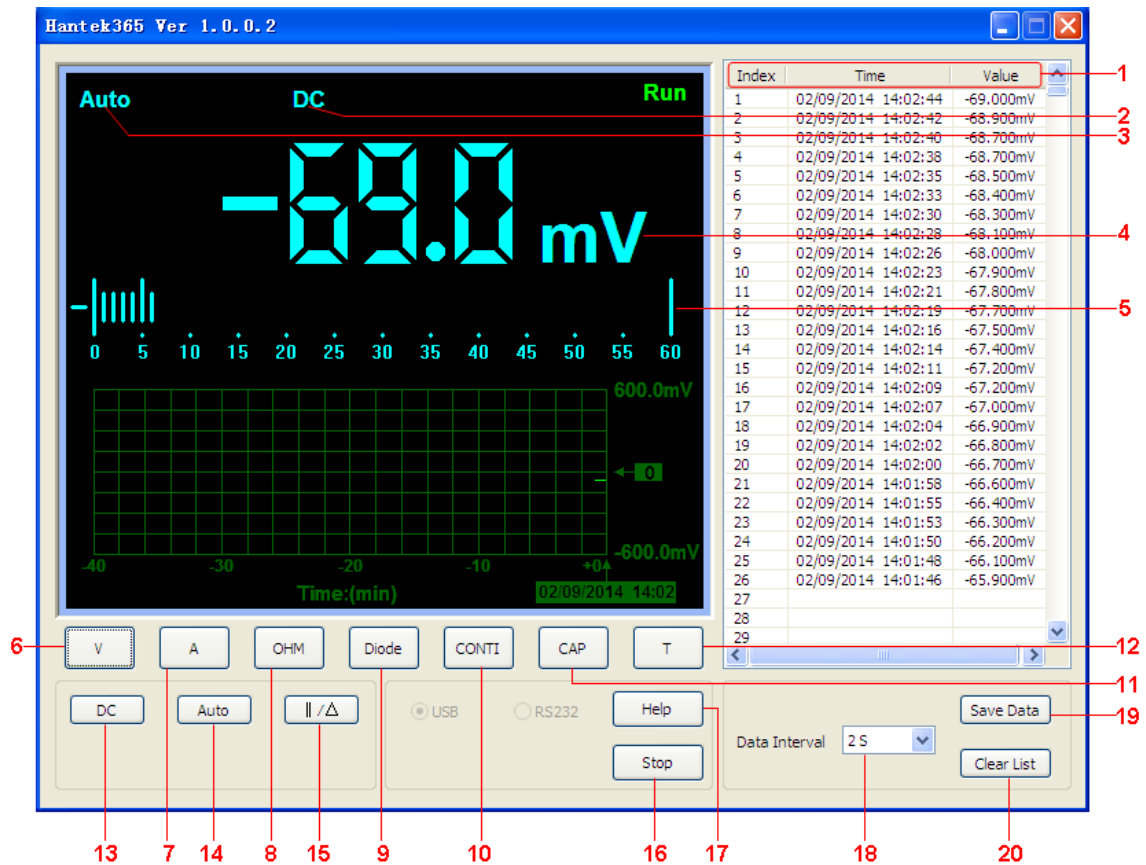 Hantek365 Ver 1.0.0.2
Auto DC Run
-69.0 mV
0 5 10 15 20 25 30 35 40 45 50 55 60
600.0mV
0
-600.0mV
-40 -30 -20 -10 +0
Time:(min) 02/09/2014 14:02
Index Time Value
1 02/09/2014 14:02:44 -69.000mV
2 02/09/2014 14:02:42 -68.900mV
3 02/09/2014 14:02:40 -68.700mV
4 02/09/2014 14:02:38 -68.700mV
5 02/09/2014 14:02:35 -68.500mV
6 02/09/2014 14:02:33 -68.400mV
7 02/09/2014 14:02:30 -68.300mV
8 02/09/2014 14:02:28 -68.100mV
9 02/09/2014 14:02:26 -68.000mV
10 02/09/2014 14:02:23 -67.900mV
11 02/09/2014 14:02:21 -67.800mV
12 02/09/2014 14:02:19 -67.700mV
13 02/09/2014 14:02:16 -67.500mV
14 02/09/2014 14:02:14 -67.400mV
15 02/09/2014 14:02:11 -67.200mV
16 02/09/2014 14:02:09 -67.200mV
17 02/09/2014 14:02:07 -67.000mV
18 02/09/2014 14:02:04 -66.900mV
19 02/09/2014 14:02:02 -66.800mV
20 02/09/2014 14:02:00 -66.700mV
21 02/09/2014 14:01:58 -66.600mV
22 02/09/2014 14:01:55 -66.400mV
23 02/09/2014 14:01:53 -66.300mV
24 02/09/2014 14:01:50 -66.200mV
25 02/09/2014 14:01:48 -66.100mV
26 02/09/2014 14:01:46 -65.900mV
27
28
29
1
2
3
4
5
6 V A OHM Diode CONTI CAP T 12
11
DC Auto ‖/△ USB RS232 Help
Stop
Data Interval 2 S Save Data 19
Clear List
13 7 14 8 15 9 10 16 17 18 20